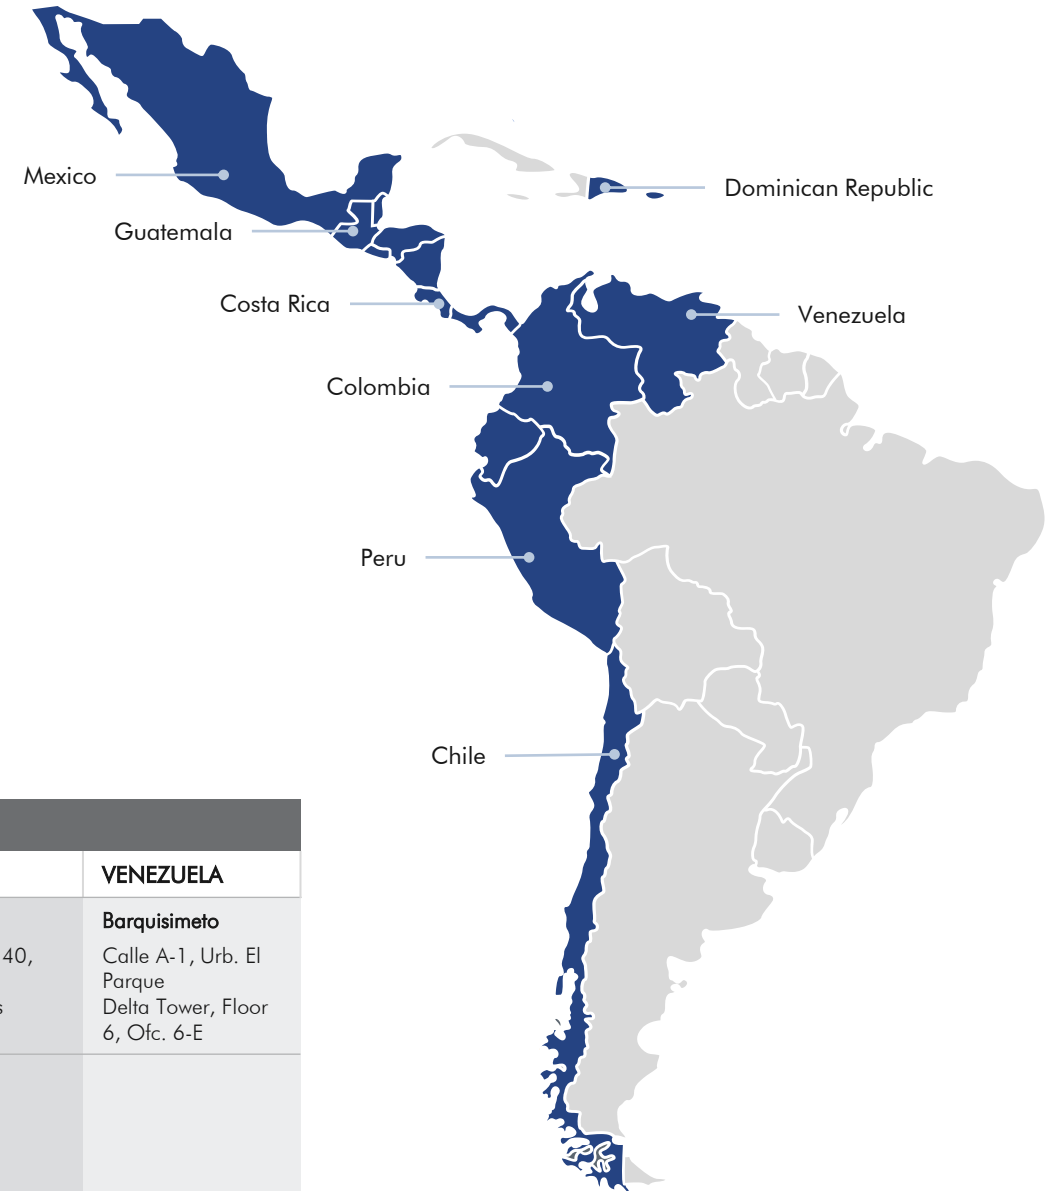 Mexico
Dominican Republic
Guatemala
Costa Rica
Venezuela
Colombia
Peru
Chile
VENEZUELA
Barquisimeto
40,
Calle A-1, Urb. El
Parque
s
Delta Tower, Floor
6, Ofc. 6-E